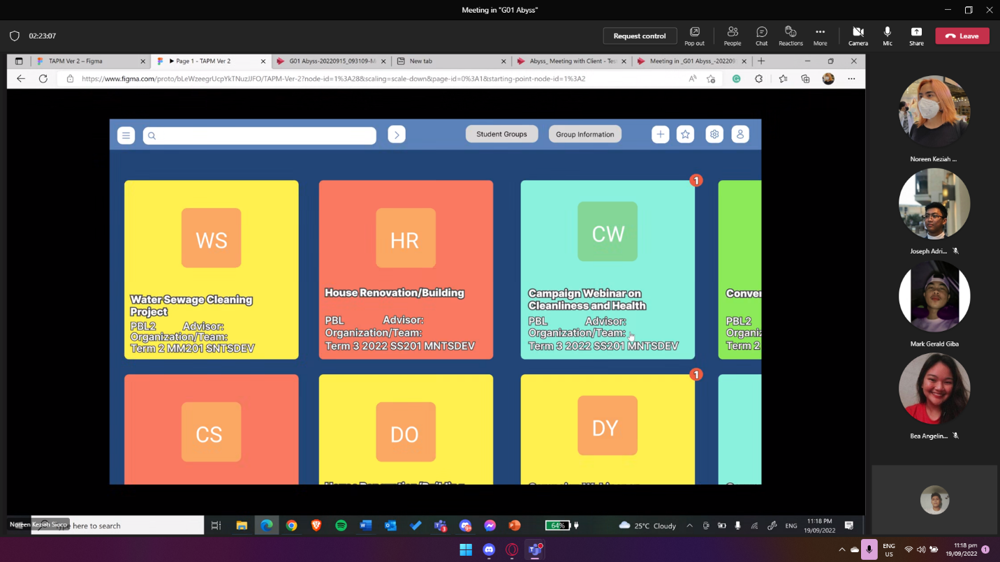 Meeting in "G01 Abyss"
02:23:07
Request control
Pop out
People
Chat
Reactions
More
Camera
Mic
Share
Leave
TAPM Ver 2 – Figma
Page 1 - TAPM Ver 2
G01 Abyss-20220915_093109-M
New tab
Abyss_Meeting with Client - Tes
Meeting in _G01 Abyss_-202209
https://www.figma.com/proto/bLeWzeegrUcpYkTNuzJJFO/TAPM-Ver-2?node-id=1%3A28&scaling=scale-down&page-id=0%3A1&starting-point-node-id=1%3A2
Student Groups
Group Information
WS
Water Sewage Cleaning
Project
PBL2 Advisor:
Organization/Team:
Term 2 MM201 SNTSDEV
HR
House Renovation/Building
PBL Advisor:
Organization/Team:
Term 3 2022 SS201 MNTSDEV
1
CW
Campaign Webinar on
Cleanliness and Health
PBL Advisor:
Organization/Team:
Term 3 2022 SS201 MNTSDEV
Conver
PBL2
Organiz
Term 2
CS
DO
1
DY
Noreen Keziah ...
Joseph Adri...
Mark Gerald Giba
Bea Angelin...
Noreen Keziah Sioco
here to search
3
64%
25°C Cloudy
ENG
11:18 PM
19/09/2022
ENG
US
11:18 pm
19/09/2022
1